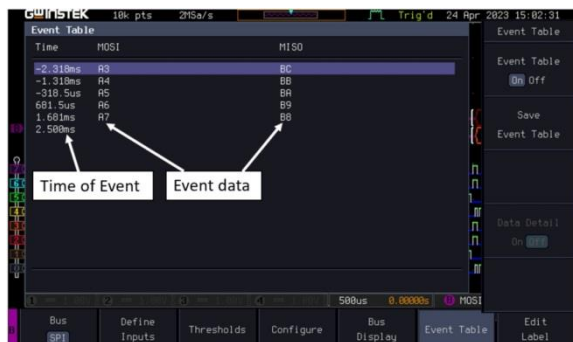 GWINSTEK 10k pts 2MSa/s Trig'd 24 Apr 2023 15:02:31
Event Table
Time MOSI MISO
-2.318ms A3 BC
-1.318ms A4 BB
-318.5us A5 BA
681.5us A6 B9
1.681ms A7 B8
2.500ms
Time of Event
Event data
Event Table
Event Table
On Off
Save
Event Table
Data Detail
On Off
500us 0.00000s B MOSI
Bus
SPI
Define
Inputs
Thresholds
Configure
Bus
Display
Event Table
Edit
Label